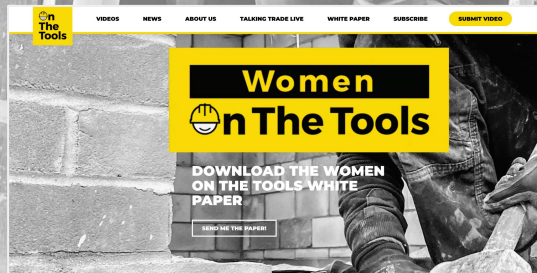 On
The
Tools
VIDEOS NEWS ABOUT US TALKING TRADE LIVE WHITE PAPER SUBSCRIBE SUBMIT VIDEO
Women
On The Tools
DOWNLOAD THE WOMEN
ON THE TOOLS WHITE
PAPER
SEND ME THE PAPER!